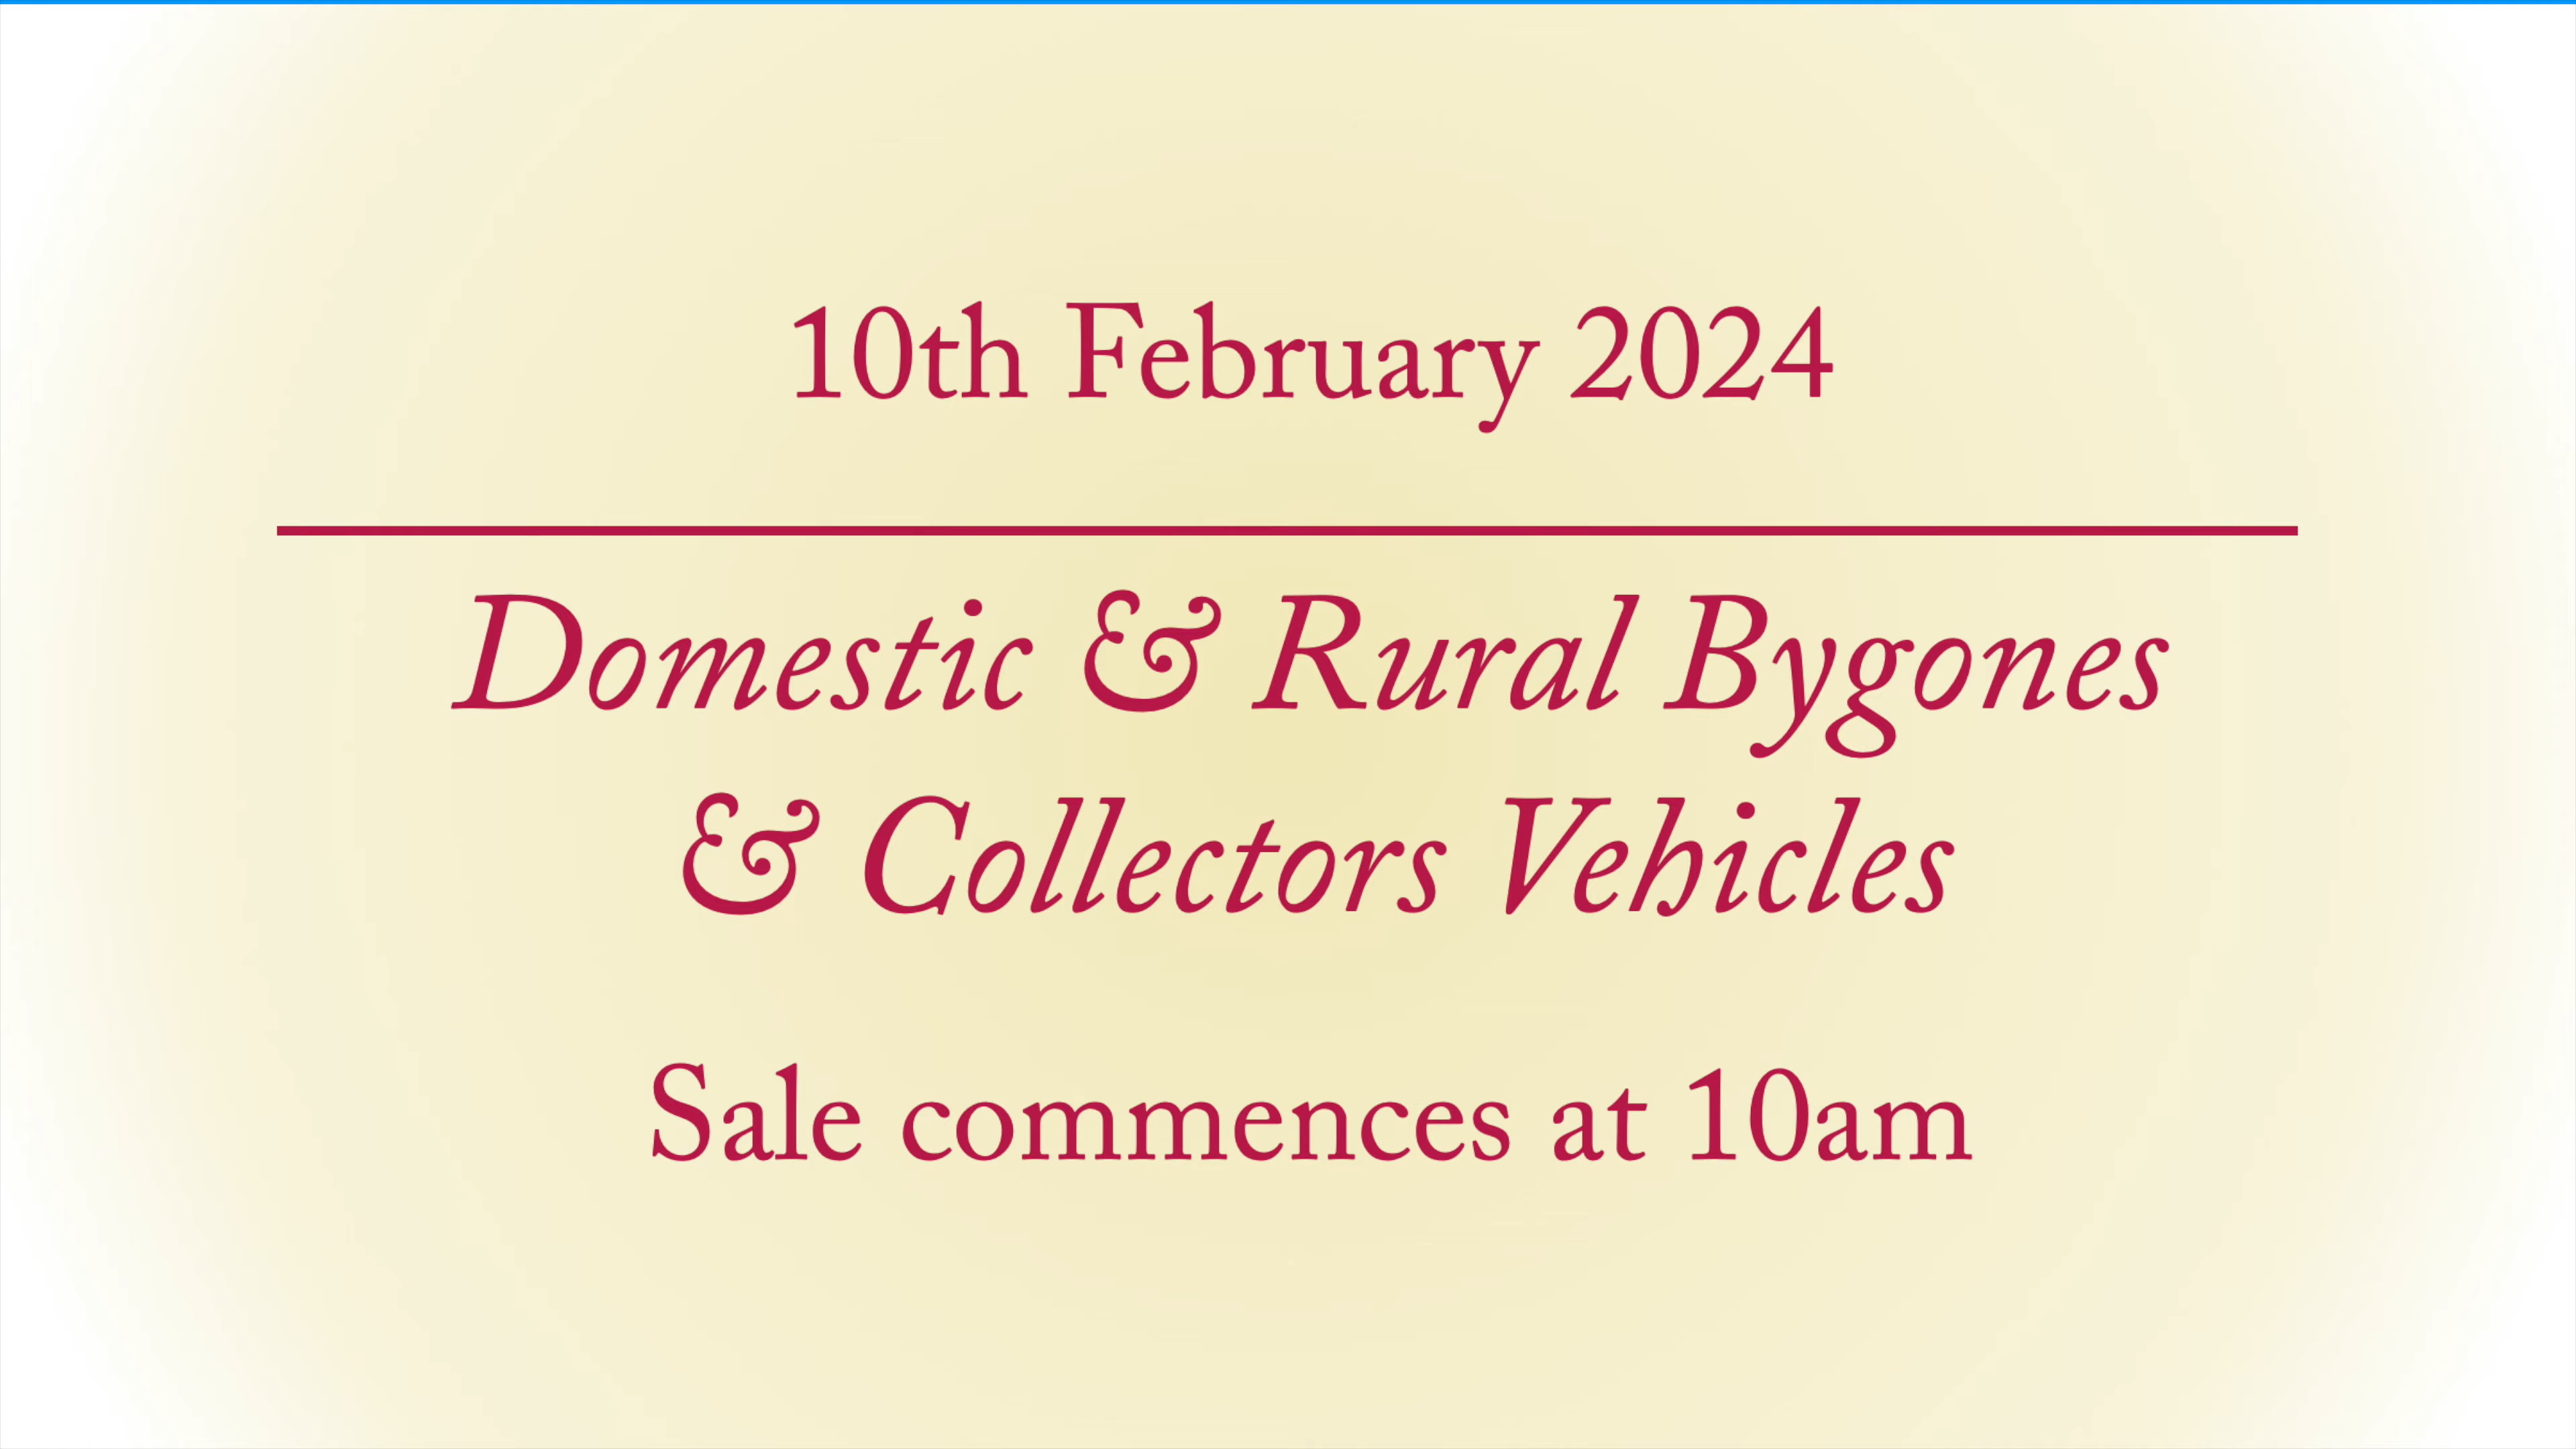 10th February 2024
Domestic & Rural Bygones
& Collectors Vehicles
Sale commences at 10am